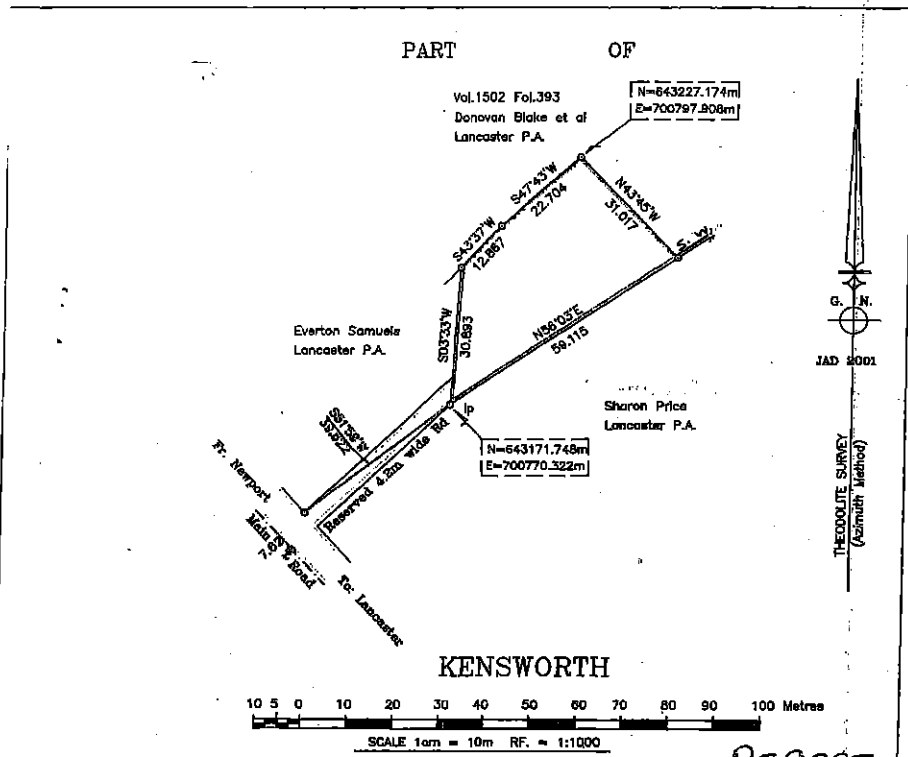 PART OF
Vol.1502 Fol.393
Donovan Blake et al
Lancaster P.A.
N=643227.174m
E=700797.908m
S47°43'W
22.704
N43°45'W
31.017
S43°37'W
12.867
S. W.
S03°33'W
30.893
N56°03'E
59.115
G. N.
JAD 2001
Everton Samuels
Lancaster P.A.
Sharon Price
Lancaster P.A.
Ip
N=643171.748m
E=700770.322m
Reserved 4.2m wide Rd
Fr. Newport
Main Road
To: Lancaster
THEODOLITE SURVEY
(Azimuth Method)
KENSWORTH
10 5 0 10 20 30 40 50 60 70 80 90 100 Metres
SCALE 1cm = 10m RF. = 1:1000